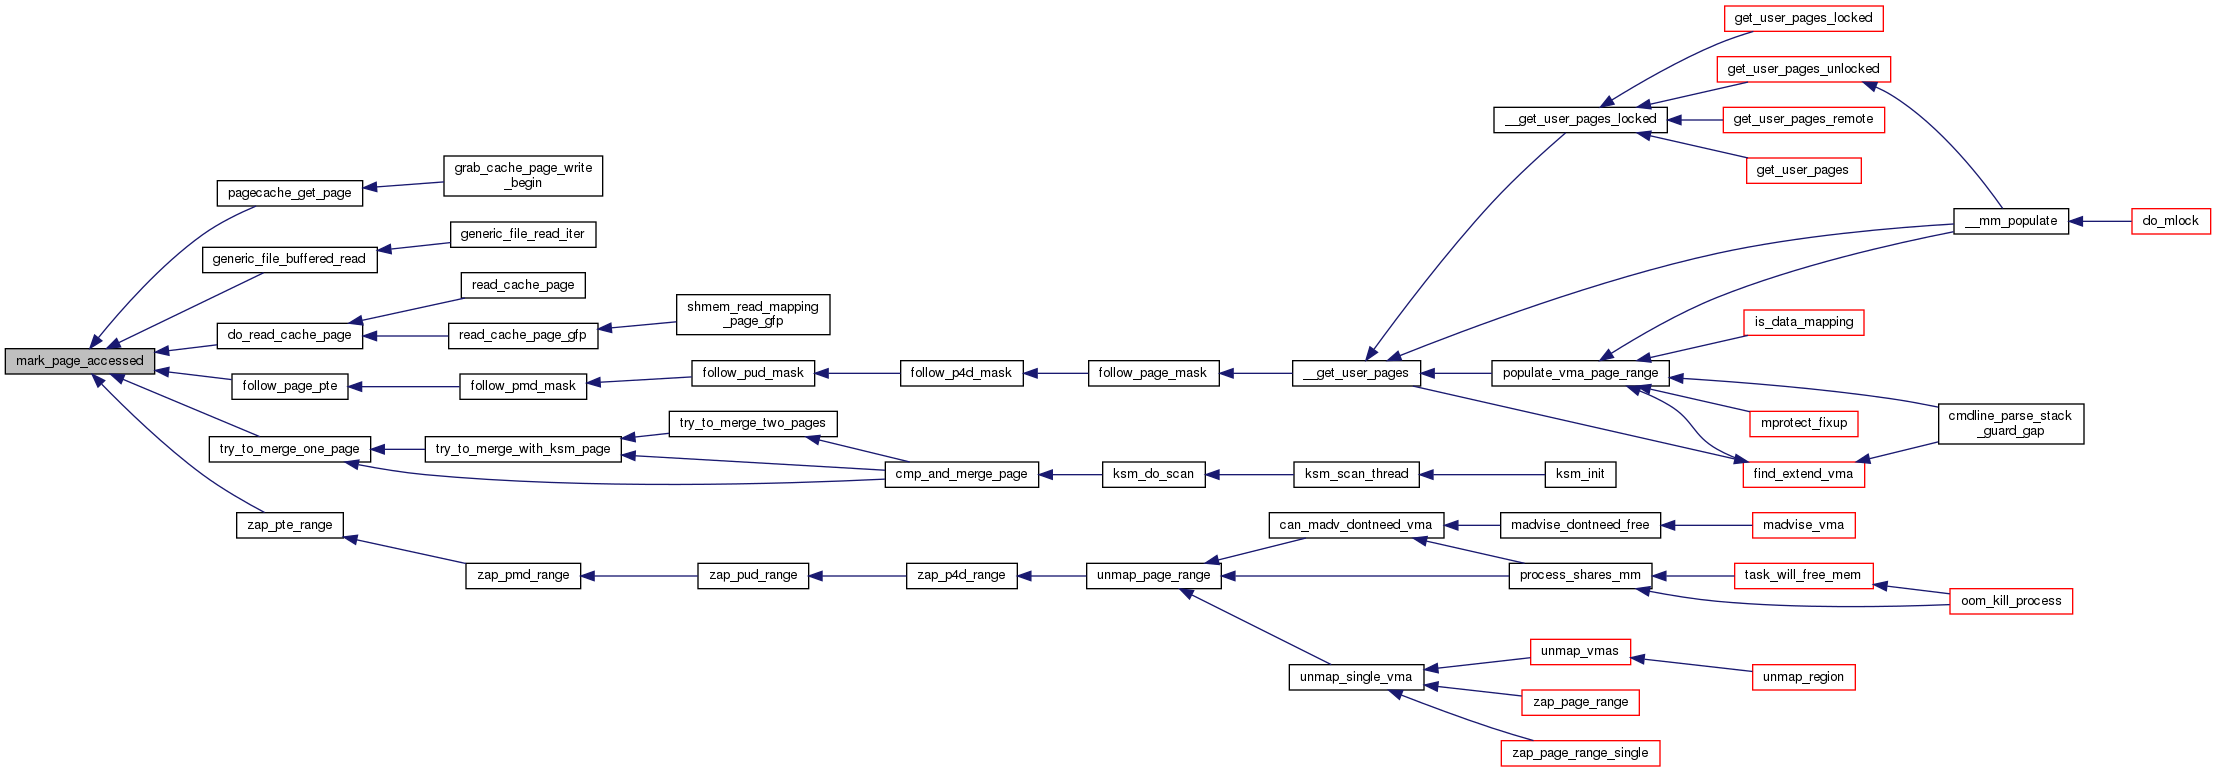 get_user_pages_locked
get_user_pages_unlocked
__get_user_pages_locked
get_user_pages_remote
get_user_pages
grab_cache_page_write
_begin
pagecache_get_page
__mm_populate
do_mlock
generic_file_read_iter
generic_file_buffered_read
read_cache_page
shmem_read_mapping
_page_gfp
do_read_cache_page
read_cache_page_gfp
is_data_mapping
mark_page_accessed
follow_page_pte
follow_pmd_mask
follow_pud_mask
follow_p4d_mask
follow_page_mask
__get_user_pages
populate_vma_page_range
cmdline_parse_stack
_guard_gap
try_to_merge_two_pages
mprotect_fixup
try_to_merge_one_page
try_to_merge_with_ksm_page
cmp_and_merge_page
ksm_do_scan
ksm_scan_thread
ksm_init
find_extend_vma
zap_pte_range
can_madv_dontneed_vma
madvise_dontneed_free
madvise_vma
zap_pmd_range
zap_pud_range
zap_p4d_range
unmap_page_range
process_shares_mm
task_will_free_mem
oom_kill_process
unmap_vmas
unmap_single_vma
unmap_region
zap_page_range
zap_page_range_single